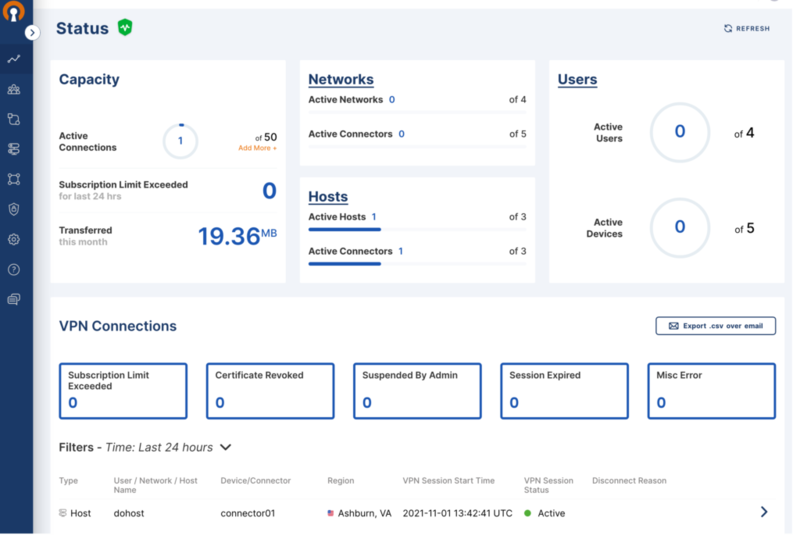 Status
REFRESH
Capacity
Active
Connections
1
of 50
Add More +
Subscription Limit Exceeded
for last 24 hrs
0
Transferred
this month
19.36 MB
Networks
Active Networks 0 of 4
Active Connectors 0 of 5
Hosts
Active Hosts 1 of 3
Active Connectors 1 of 3
Users
Active
Users
0
of 4
Active
Devices
0
of 5
VPN Connections
Export .csv over email
Subscription Limit
Exceeded
0
Certificate Revoked
0
Suspended By Admin
0
Session Expired
0
Misc Error
0
Filters - Time: Last 24 hours
Type
User / Network / Host
Name
Device/Connector
Region
VPN Session Start Time
VPN Session
Status
Disconnect Reason
Host dohost connector01 Ashburn, VA 2021-11-01 13:42:41 UTC Active